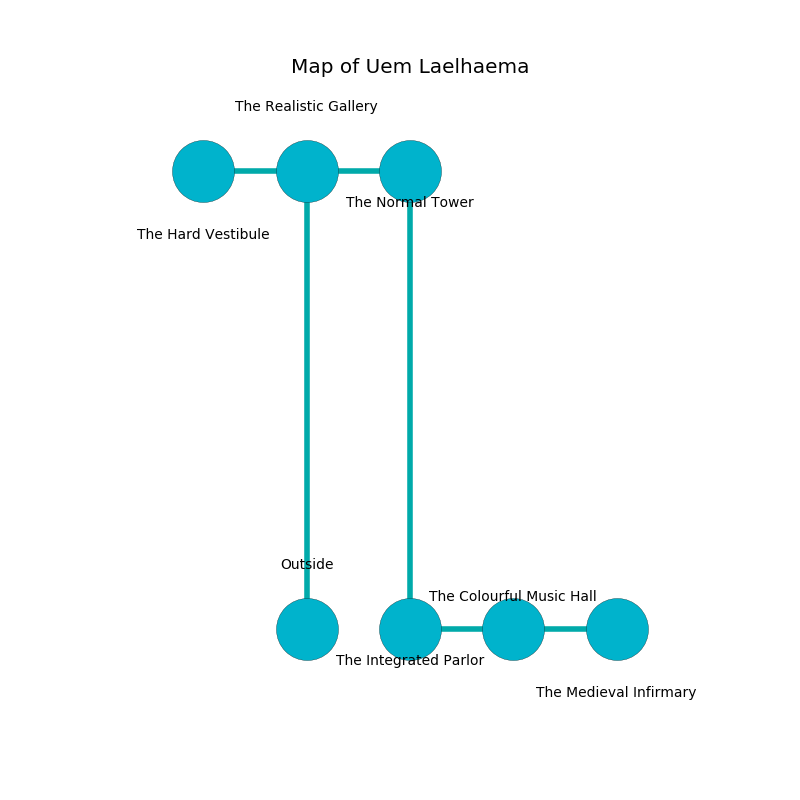 Map of Uem Laelhaema
The Realistic Gallery
The Normal Tower
The Hard Vestibule
Outside
The Colourful Music Hall
The Integrated Parlor
The Medieval Infirmary